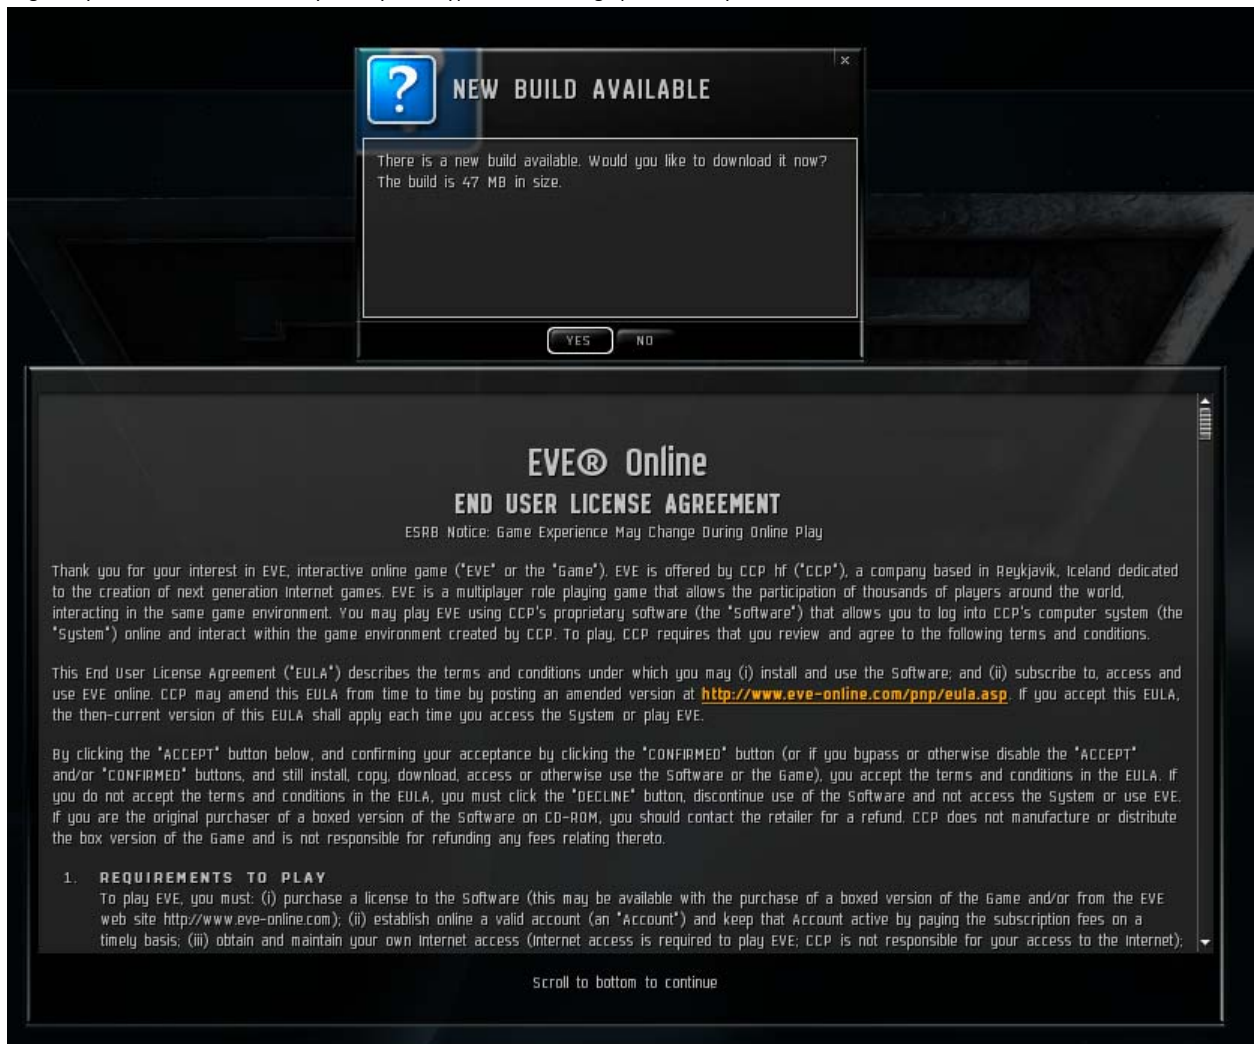 NEW BUILD AVAILABLE
There is a new build available. Would you like to download it now?
The build is 47 MB in size.
YES NO
EVE® Online
END USER LICENSE AGREEMENT
ESRB Notice: Game Experience May Change During Online Play
Thank you for your interest in EVE, interactive online game ("EVE" or the "Game"). EVE is offered by CCP hf ("CCP"), a company based in Reykjavik, Iceland dedicated
to the creation of next generation Internet games. EVE is a multiplayer role playing game that allows the participation of thousands of players around the world,
interacting in the same game environment. You may play EVE using CCP's proprietary software (the "Software") that allows you to log into CCP's computer system (the
"System") online and interact within the game environment created by CCP. To play, CCP requires that you review and agree to the following terms and conditions.
This End User License Agreement ("EULA") describes the terms and conditions under which you may (i) install and use the Software; and (ii) subscribe to, access and
use EVE online. CCP may amend this EULA from time to time by posting an amended version at http://www.eve-online.com/pnp/eula.asp. If you accept this EULA,
the then-current version of this EULA shall apply each time you access the System or play EVE.
By clicking the "ACCEPT" button below, and confirming your acceptance by clicking the "CONFIRMED" button (or if you bypass or otherwise disable the "ACCEPT"
and/or "CONFIRMED" buttons, and still install, copy, download, access or otherwise use the Software or the Game), you accept the terms and conditions in the EULA. If
you do not accept the terms and conditions in the EULA, you must click the "DECLINE" button, discontinue use of the Software and not access the System or use EVE.
If you are the original purchaser of a boxed version of the Software on CD-ROM, you should contact the retailer for a refund. CCP does not manufacture or distribute
the box version of the Game and is not responsible for refunding any fees relating thereto.
1. REQUIREMENTS TO PLAY
To play EVE, you must: (i) purchase a license to the Software (this may be available with the purchase of a boxed version of the Game and/or from the EVE
web site http://www.eve-online.com); (ii) establish online a valid account (an "Account") and keep that Account active by paying the subscription fees on a
timely basis; (iii) obtain and maintain your own Internet access (Internet access is required to play EVE; CCP is not responsible for your access to the Internet);
Scroll to bottom to continue